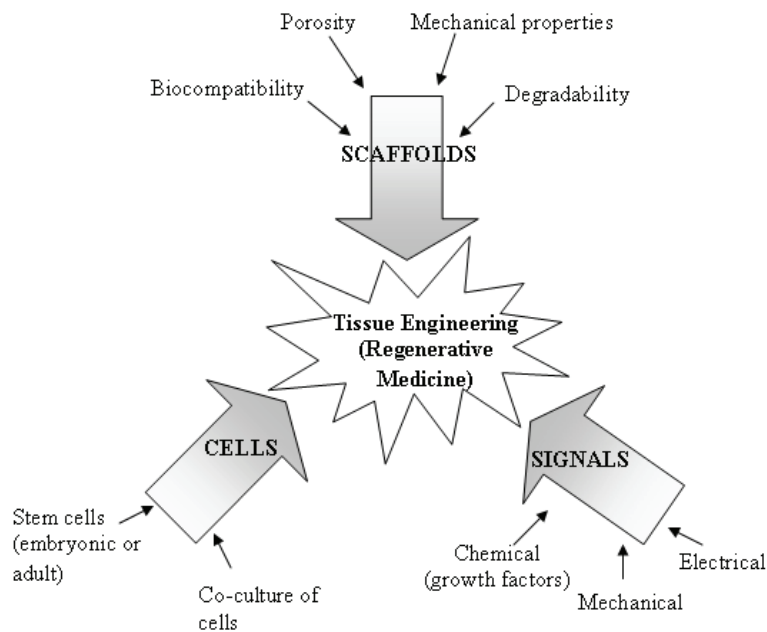 Porosity
Mechanical properties
Biocompatibility
Degradability
SCAFFOLDS
Tissue Engineering
(Regenerative
Medicine)
CELLS
SIGNALS
Stem cells
(embryonic or
adult)
Co-culture of
cells
Chemical
(growth factors)
Mechanical
Electrical